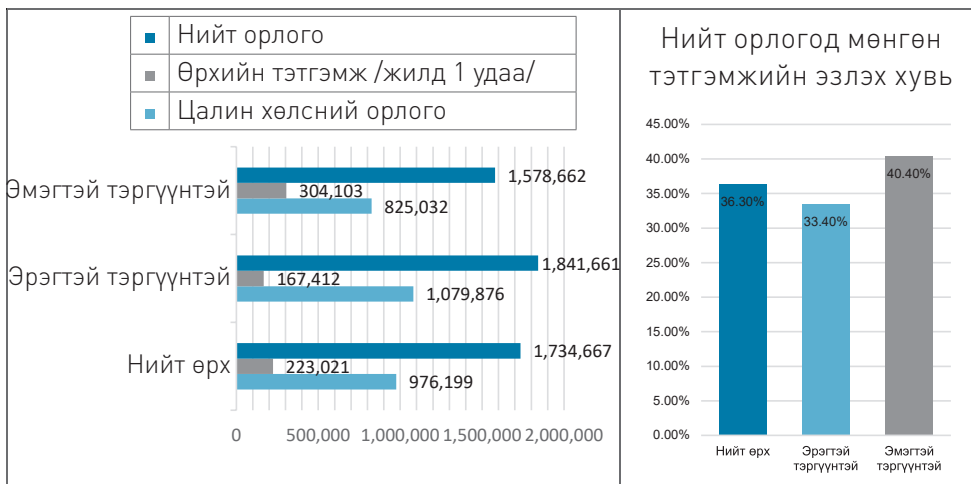 Нийт орлого
Өрхийн тэтгэмж /жилд 1 удаа/
Цалин хөлсний орлого
Эмэгтэй тэргүүнтэй
1,578,662
304,103
825,032
Эрэгтэй тэргүүнтэй
1,841,661
167,412
1,079,876
Нийт өрх
1,734,667
223,021
976,199
0 500,000 1,000,000 1,500,000 2,000,000
Нийт орлогод мөнгөн
тэтгэмжийн эзлэх хувь
45.00%
40.00%
35.00%
30.00%
25.00%
20.00%
15.00%
10.00%
5.00%
0.00%
36.30%
33.40%
40.40%
Нийт өрх
Эрэгтэй
тэргүүнтэй
Эмэгтэй
тэргүүнтэй